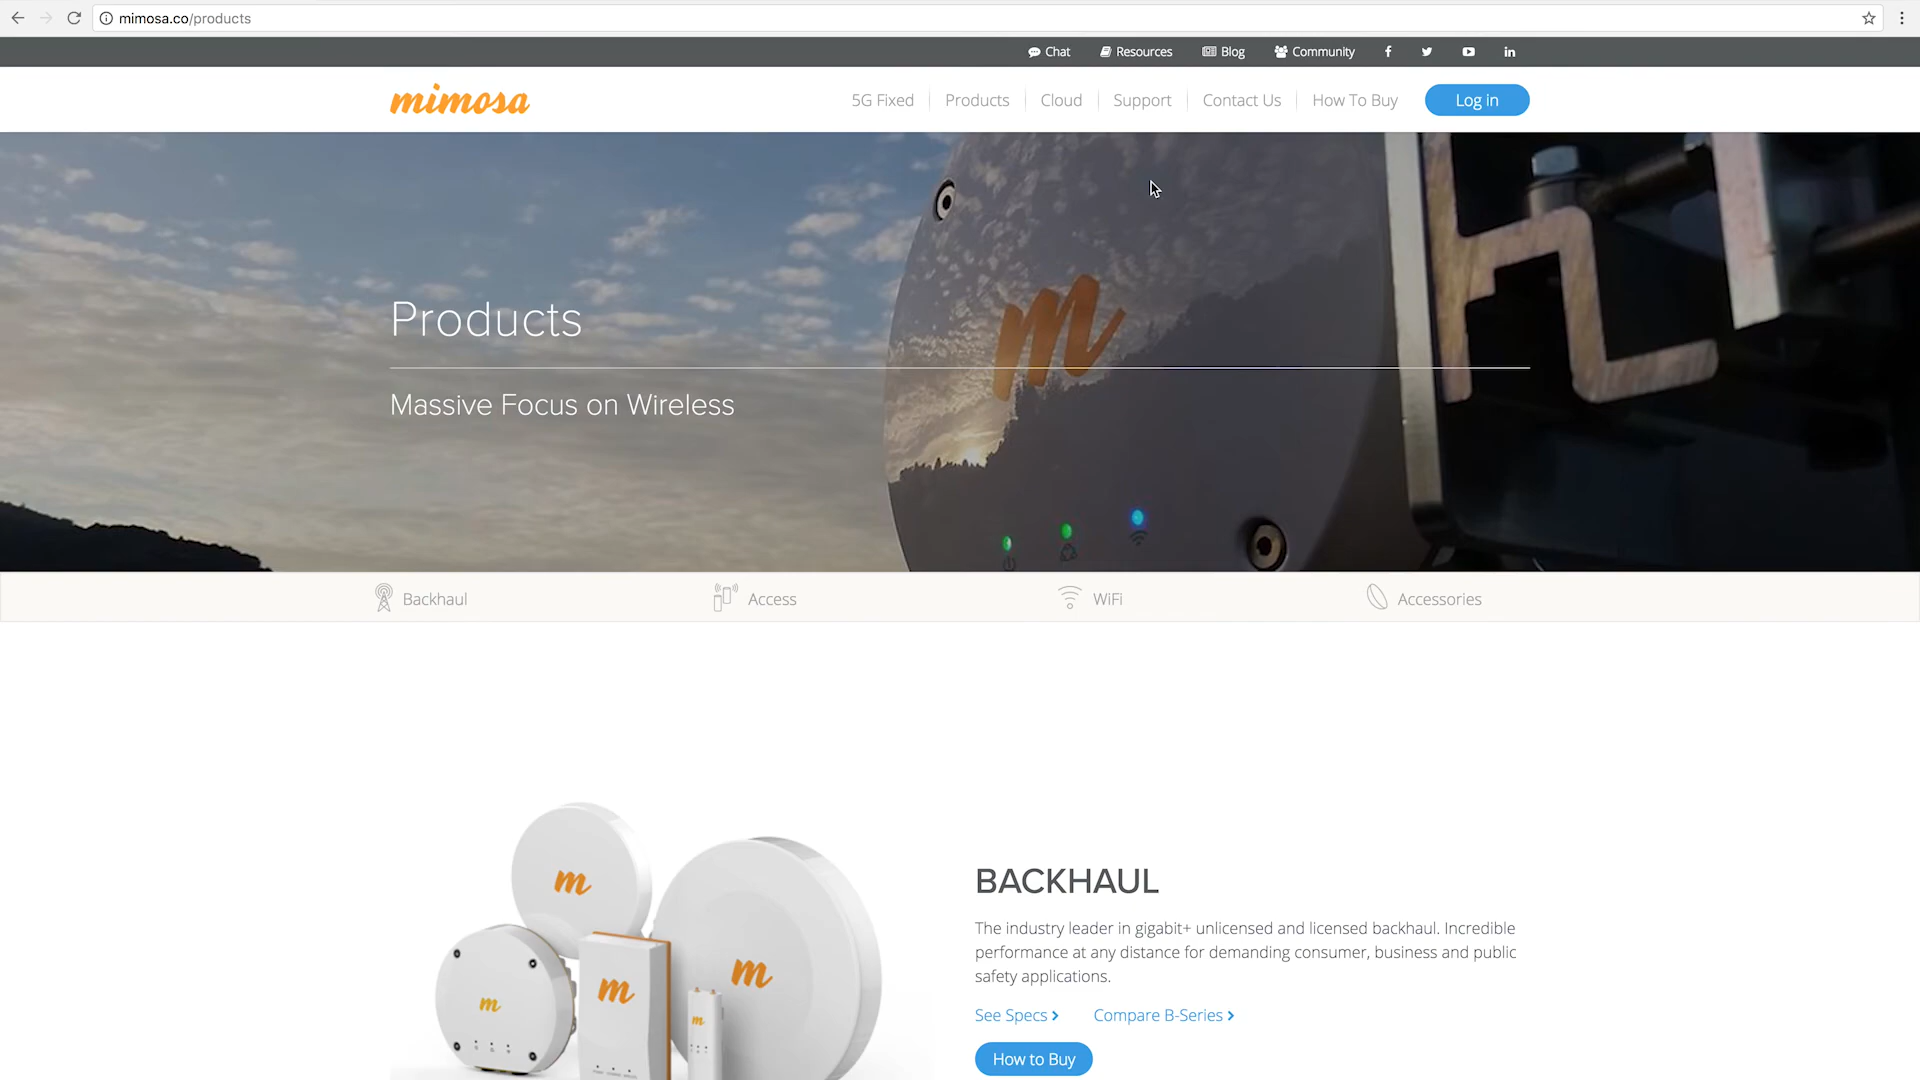 mimosa.co/products
Chat Resources Blog Community
mimosa 5G Fixed Products Cloud Support Contact Us How To Buy Log in
m
Products
Massive Focus on Wireless
Backhaul Access WiFi Accessories
m
m
m
m
m
BACKHAUL
The industry leader in gigabit+ unlicensed and licensed backhaul. Incredible
performance at any distance for demanding consumer, business and public
safety applications.
See Specs Compare B-Series
How to Buy